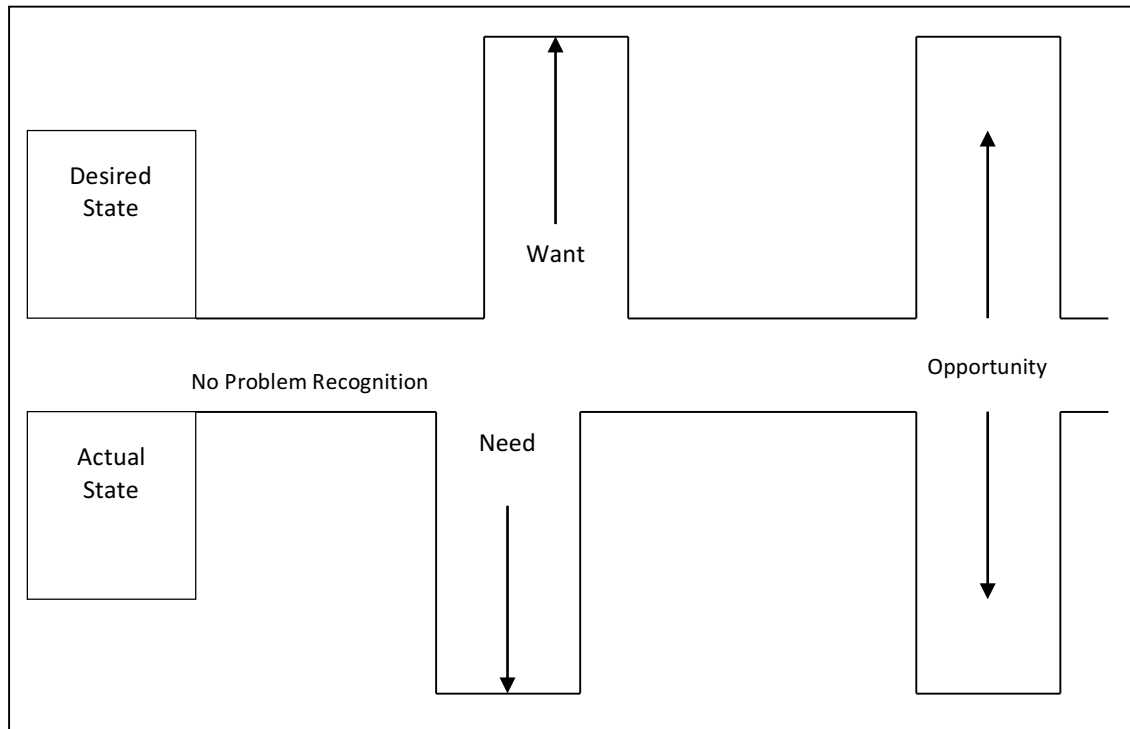 Desired
State
Want
No Problem Recognition
Opportunity
Actual
State
Need